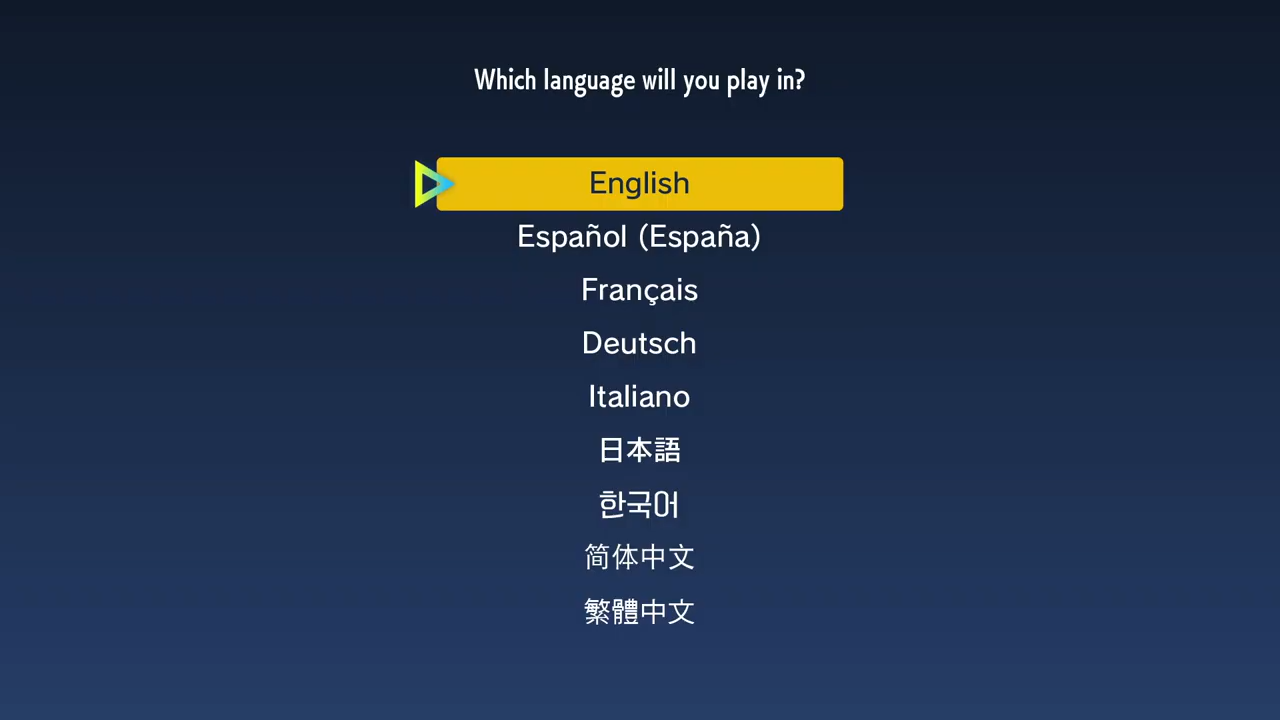 Which language will you play in?
English
Español (España)
Français
Deutsch
Italiano
日本語
한국어
简体中文
繁體中文